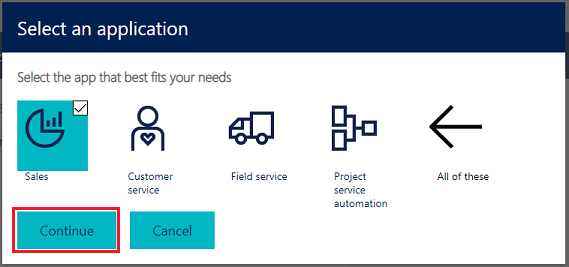 Select an application
Select the app that best fits your needs
Sales
Customer service
Field service
Project service automation
All of these
Continue
Cancel